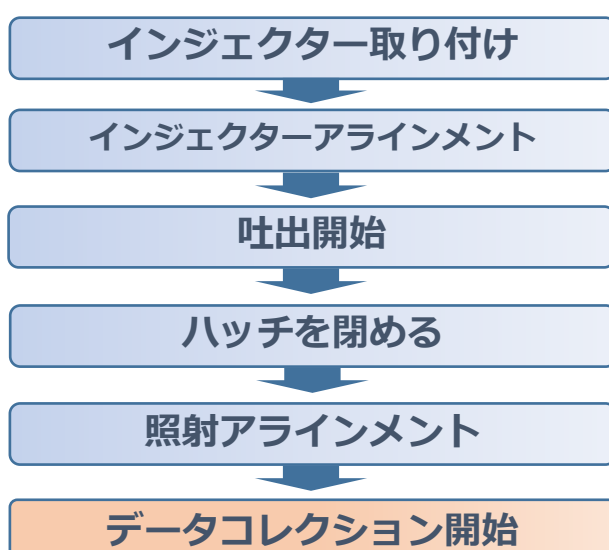 インジェクター取り付け
インジェクターアラインメント
吐出開始
ハッチを閉める
照射アラインメント
データコレクション開始